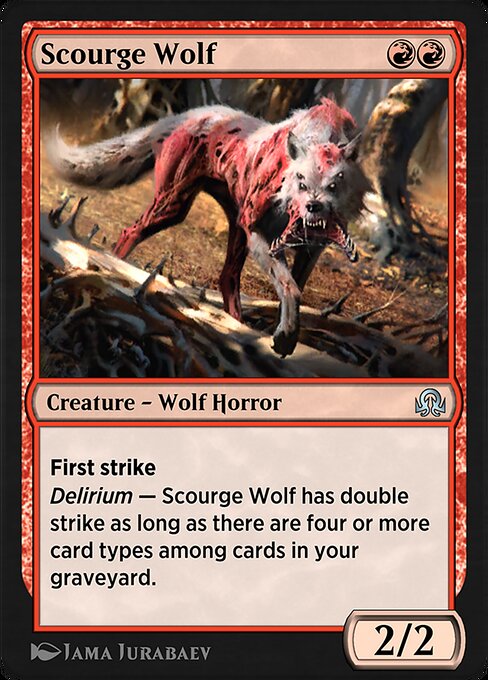 Scourge Wolf
Creature – Wolf Horror
First strike
Delirium — Scourge Wolf has double
strike as long as there are four or more
card types among cards in your
graveyard.
2/2
Jama Jurabaev